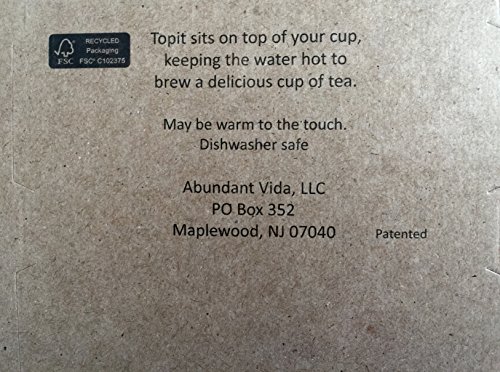 RECYCLED
Packaging
FSC
FSC® C102375
Topit sits on top of your cup,
keeping the water hot to
brew a delicious cup of tea.
May be warm to the touch.
Dishwasher safe
Abundant Vida, LLC
PO Box 352
Maplewood, NJ 07040
Patented